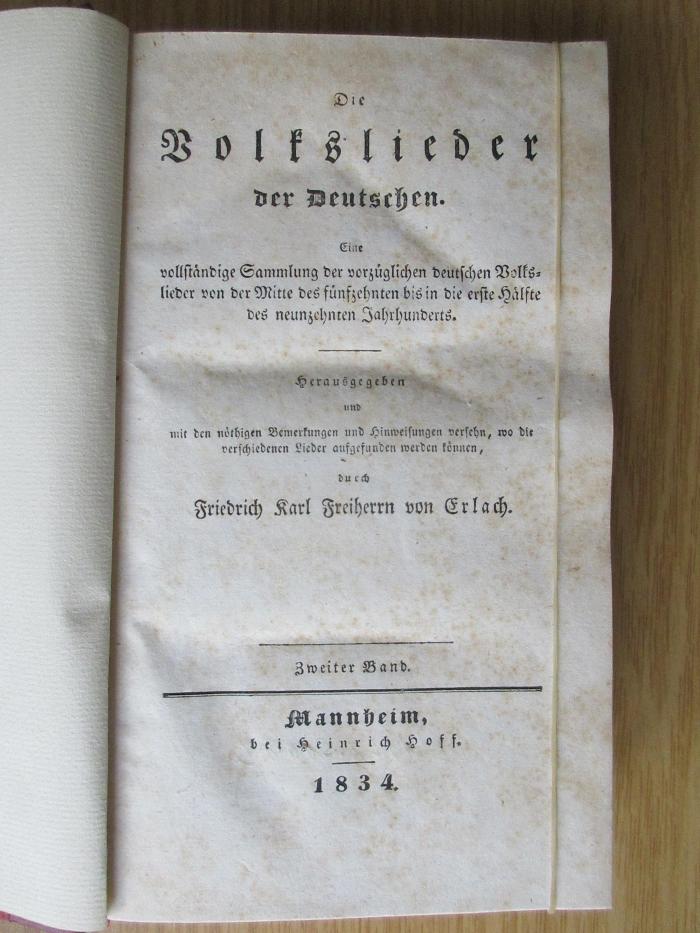 Die
Volkslieder
der Deutschen.
Eine
vollständige Sammlung der vorzüglichen deutschen Volks-
lieder von der Mitte des fünfzehnten bis in die erste Hälfte
des neunzehnten Jahrhunderts.
Herausgegeben
und
mit den nöthigen Bemerkungen und Hinweisungen versehn, wo die
verschiedenen Lieder aufgefunden werden können,
durch
Friedrich Karl Freiherrn von Erlach.
Zweiter Band.
Mannheim,
bei Heinrich Hoff.
1834.